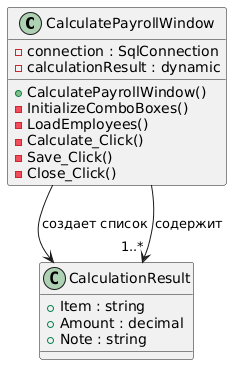 C CalculatePayrollWindow
connection : SqlConnection
calculationResult : dynamic
CalculatePayrollWindow()
InitializeComboBoxes()
LoadEmployees()
Calculate_Click()
Save_Click()
Close_Click()
создает список
содержит
1..*
C CalculationResult
Item : string
Amount : decimal
Note : string